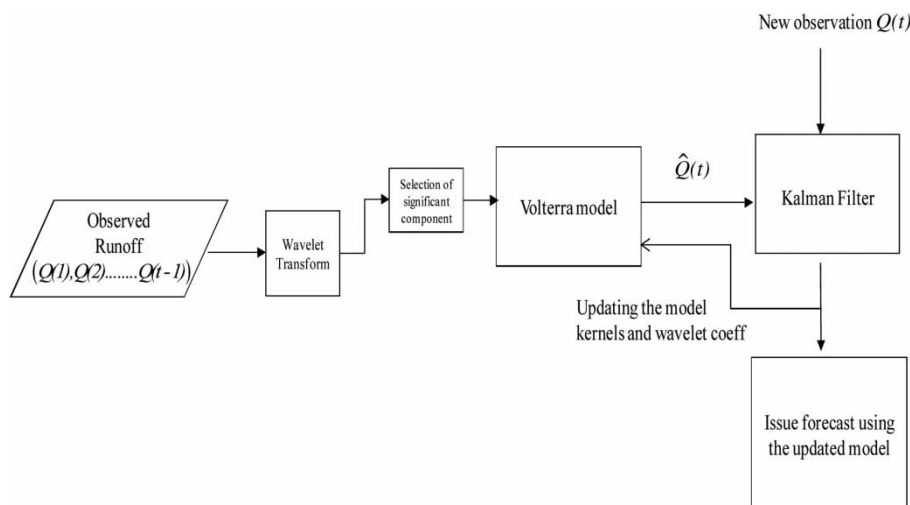 New observation Q(t)
Observed
Runoff
(Q(1),Q(2)........Q(t-1))
Wavelet
Transform
Selection of
significant
component
Volterra model
Q̂(t)
Kalman Filter
Updating the model
kernels and wavelet coeff
Issue forecast using
the updated model